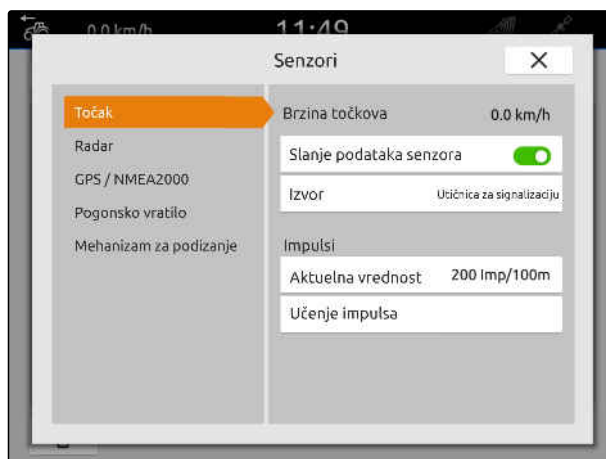 0.0 km/h 11:49
Senzori
Točak
Radar
GPS / NMEA2000
Pogonsko vratilo
Mehanizam za podizanje
Brzina točkova 0.0 km/h
Slanje podataka senzora
Izvor Utičnica za signalizaciju
Impulsi
Aktuelna vrednost 200 Imp/100m
Učenje impulsa